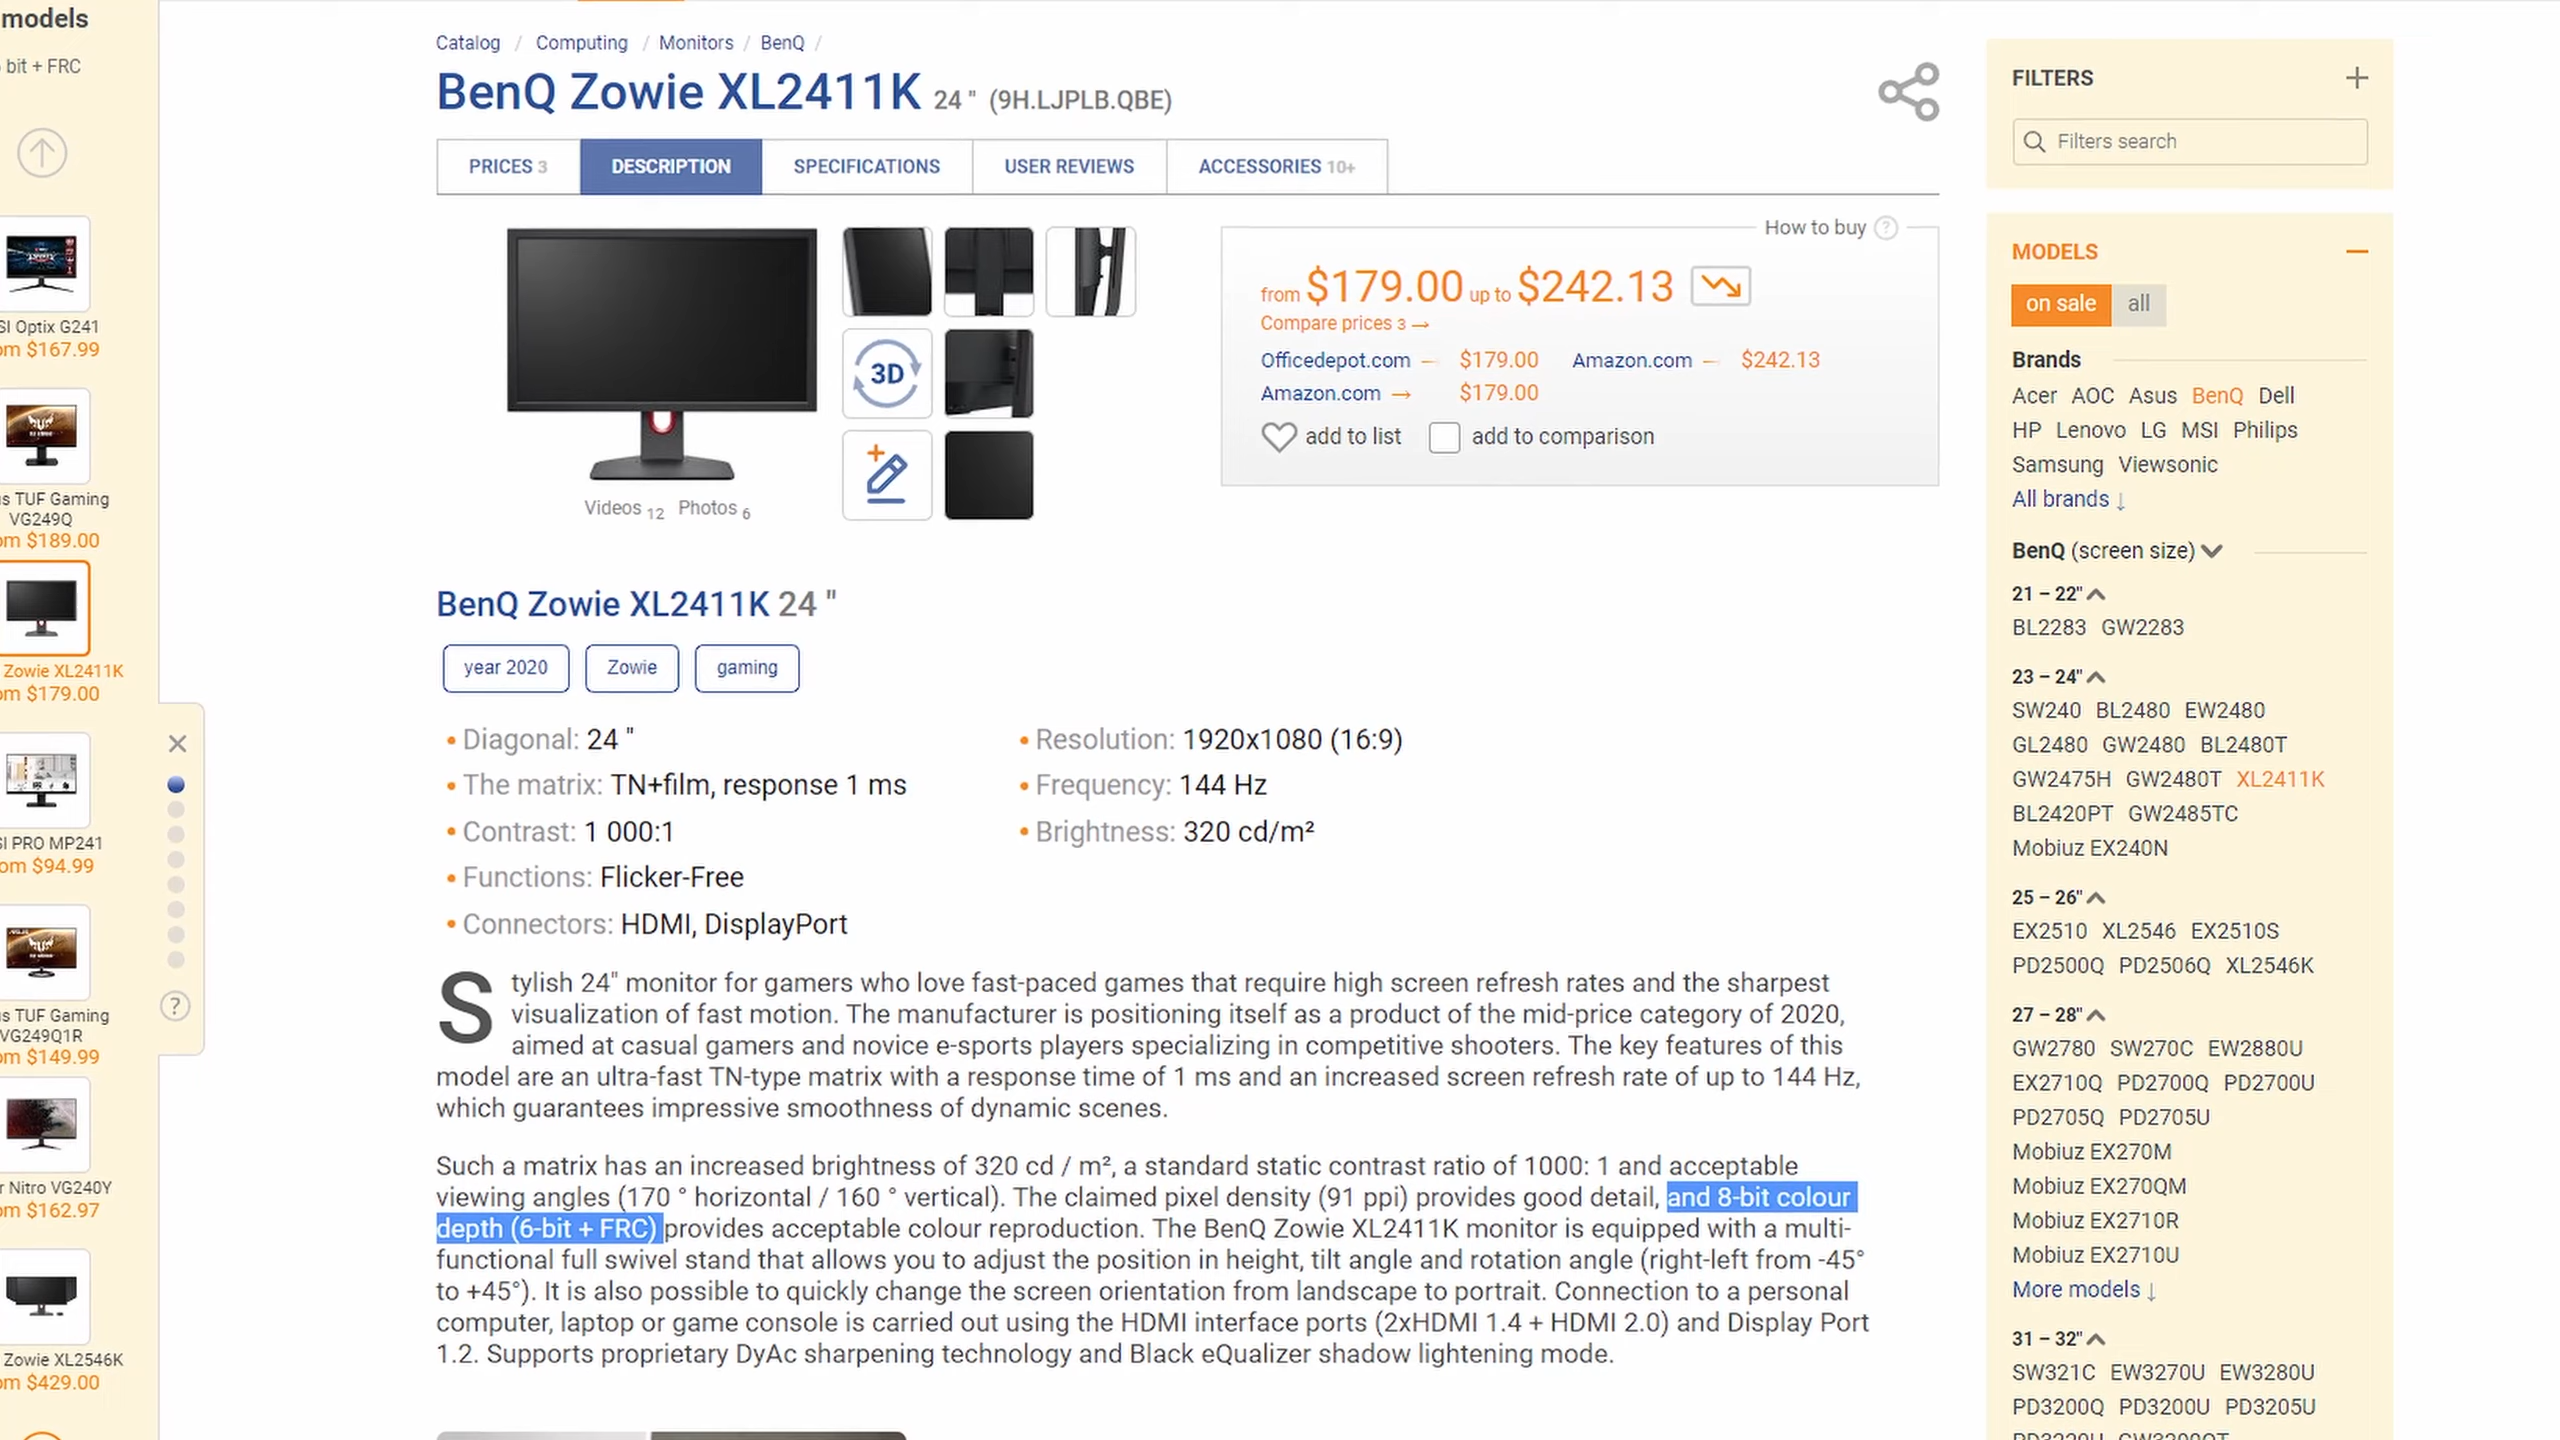 models
bit + FRC
SI Optix G241
om $167.99
s TUF Gaming
VG249Q
om $189.00
Zowie XL2411K
om $179.00
SI PRO MP241
om $94.99
s TUF Gaming
VG249Q1R
om $149.99
r Nitro VG240Y
om $162.97
Zowie XL2546K
om $429.00
?
Catalog / Computing / Monitors / BenQ /
BenQ Zowie XL2411K 24 " (9H.LJPLB.QBE)
PRICES 3
DESCRIPTION
SPECIFICATIONS
USER REVIEWS
ACCESSORIES 10+
3D
Videos 12 Photos 6
How to buy ?
from $179.00 up to $242.13
Compare prices 3 →
Officedepot.com → $179.00 Amazon.com → $242.13
Amazon.com → $179.00
add to list add to comparison
BenQ Zowie XL2411K 24 "
year 2020
Zowie
gaming
• Diagonal: 24 "
• Resolution: 1920x1080 (16:9)
• The matrix: TN+film, response 1 ms
• Frequency: 144 Hz
• Contrast: 1 000:1
• Brightness: 320 cd/m²
• Functions: Flicker-Free
• Connectors: HDMI, DisplayPort
Stylish 24" monitor for gamers who love fast-paced games that require high screen refresh rates and the sharpest
visualization of fast motion. The manufacturer is positioning itself as a product of the mid-price category of 2020,
aimed at casual gamers and novice e-sports players specializing in competitive shooters. The key features of this
model are an ultra-fast TN-type matrix with a response time of 1 ms and an increased screen refresh rate of up to 144 Hz,
which guarantees impressive smoothness of dynamic scenes.
Such a matrix has an increased brightness of 320 cd / m², a standard static contrast ratio of 1000: 1 and acceptable
viewing angles (170 ° horizontal / 160 ° vertical). The claimed pixel density (91 ppi) provides good detail, and 8-bit colour
depth (6-bit + FRC) provides acceptable colour reproduction. The BenQ Zowie XL2411K monitor is equipped with a multi-
functional full swivel stand that allows you to adjust the position in height, tilt angle and rotation angle (right-left from -45°
to +45°). It is also possible to quickly change the screen orientation from landscape to portrait. Connection to a personal
computer, laptop or game console is carried out using the HDMI interface ports (2xHDMI 1.4 + HDMI 2.0) and Display Port
1.2. Supports proprietary DyAc sharpening technology and Black eQualizer shadow lightening mode.
FILTERS
Filters search
MODELS
on sale all
Brands
Acer AOC Asus BenQ Dell
HP Lenovo LG MSI Philips
Samsung Viewsonic
All brands ↓
BenQ (screen size)
21 – 22"
BL2283 GW2283
23 – 24"
SW240 BL2480 EW2480
GL2480 GW2480 BL2480T
GW2475H GW2480T XL2411K
BL2420PT GW2485TC
Mobiuz EX240N
25 – 26"
EX2510 XL2546 EX2510S
PD2500Q PD2506Q XL2546K
27 – 28"
GW2780 SW270C EW2880U
EX2710Q PD2700Q PD2700U
PD2705Q PD2705U
Mobiuz EX270M
Mobiuz EX270QM
Mobiuz EX2710R
Mobiuz EX2710U
More models ↓
31 – 32"
SW321C EW3270U EW3280U
PD3200Q PD3200U PD3205U